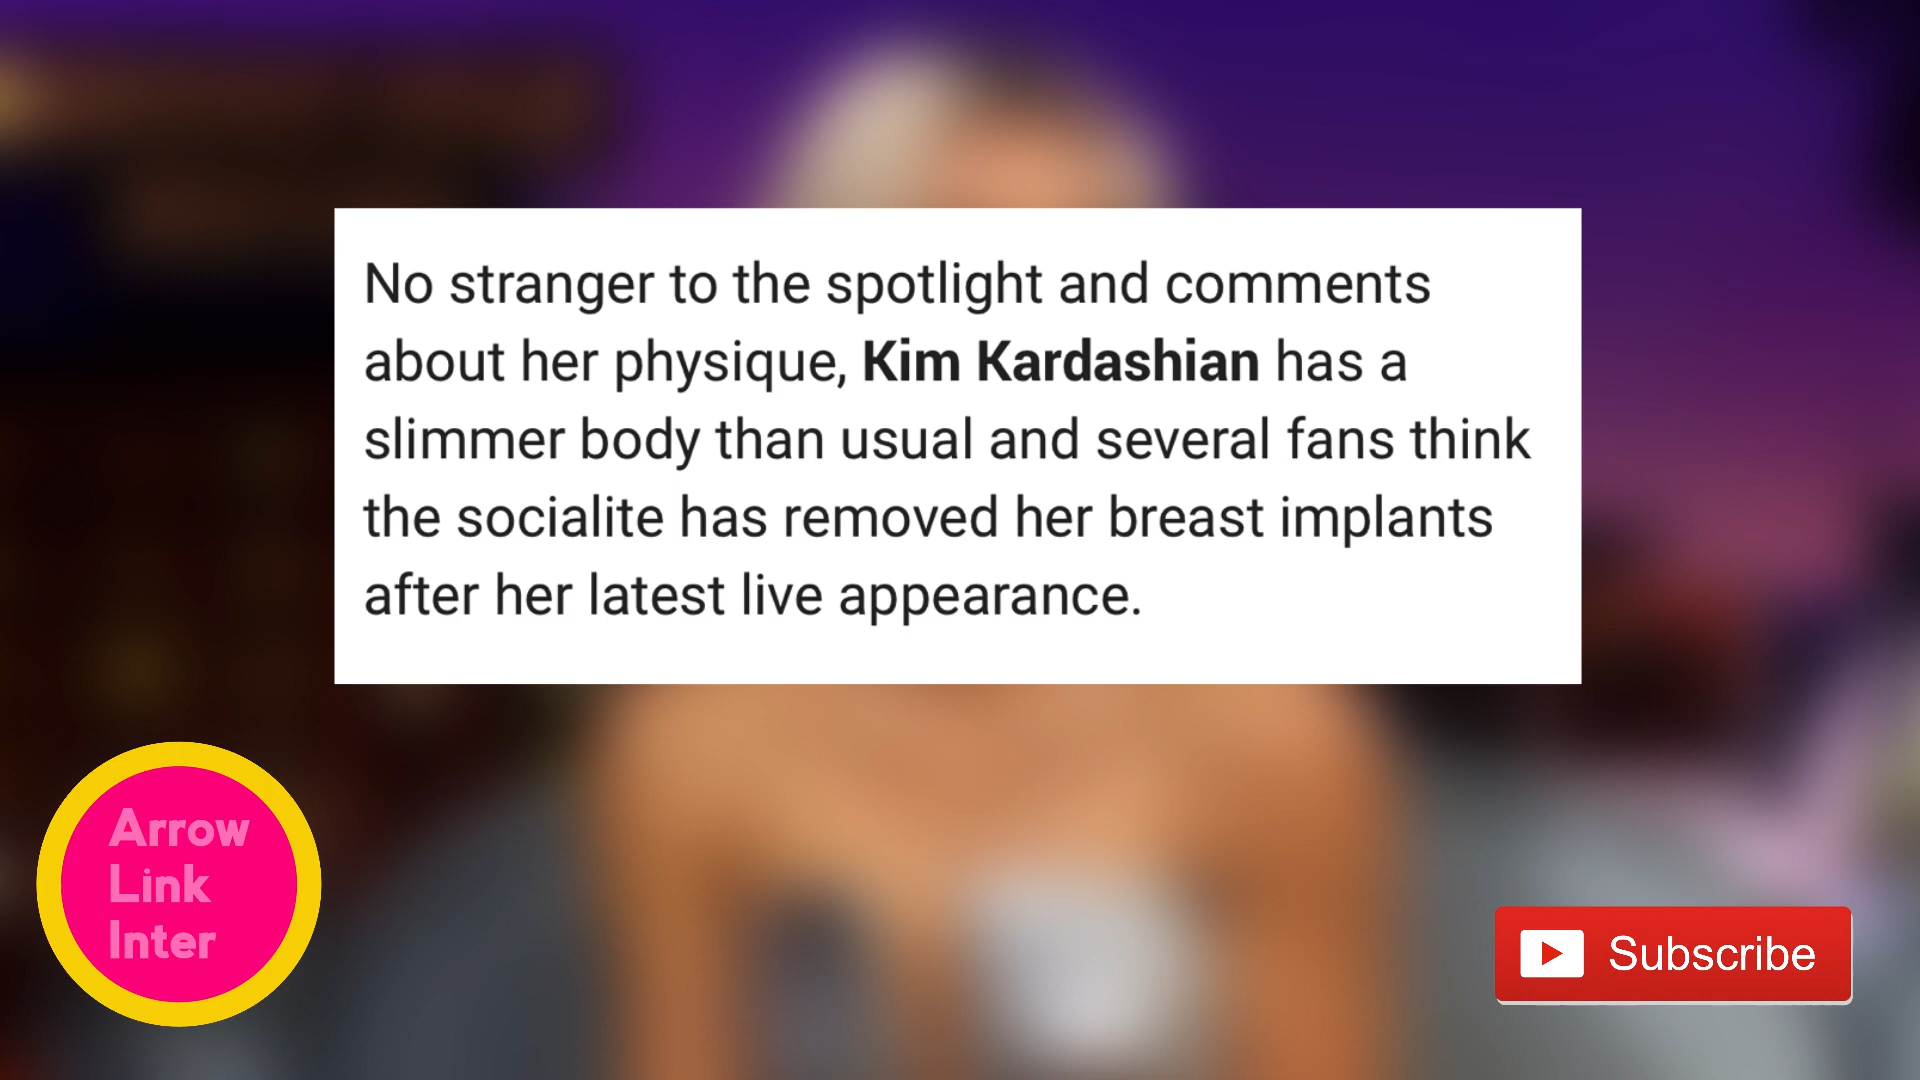 No stranger to the spotlight and comments
about her physique, Kim Kardashian has a
slimmer body than usual and several fans think
the socialite has removed her breast implants
after her latest live appearance.
Arrow
Link
Inter
Subscribe